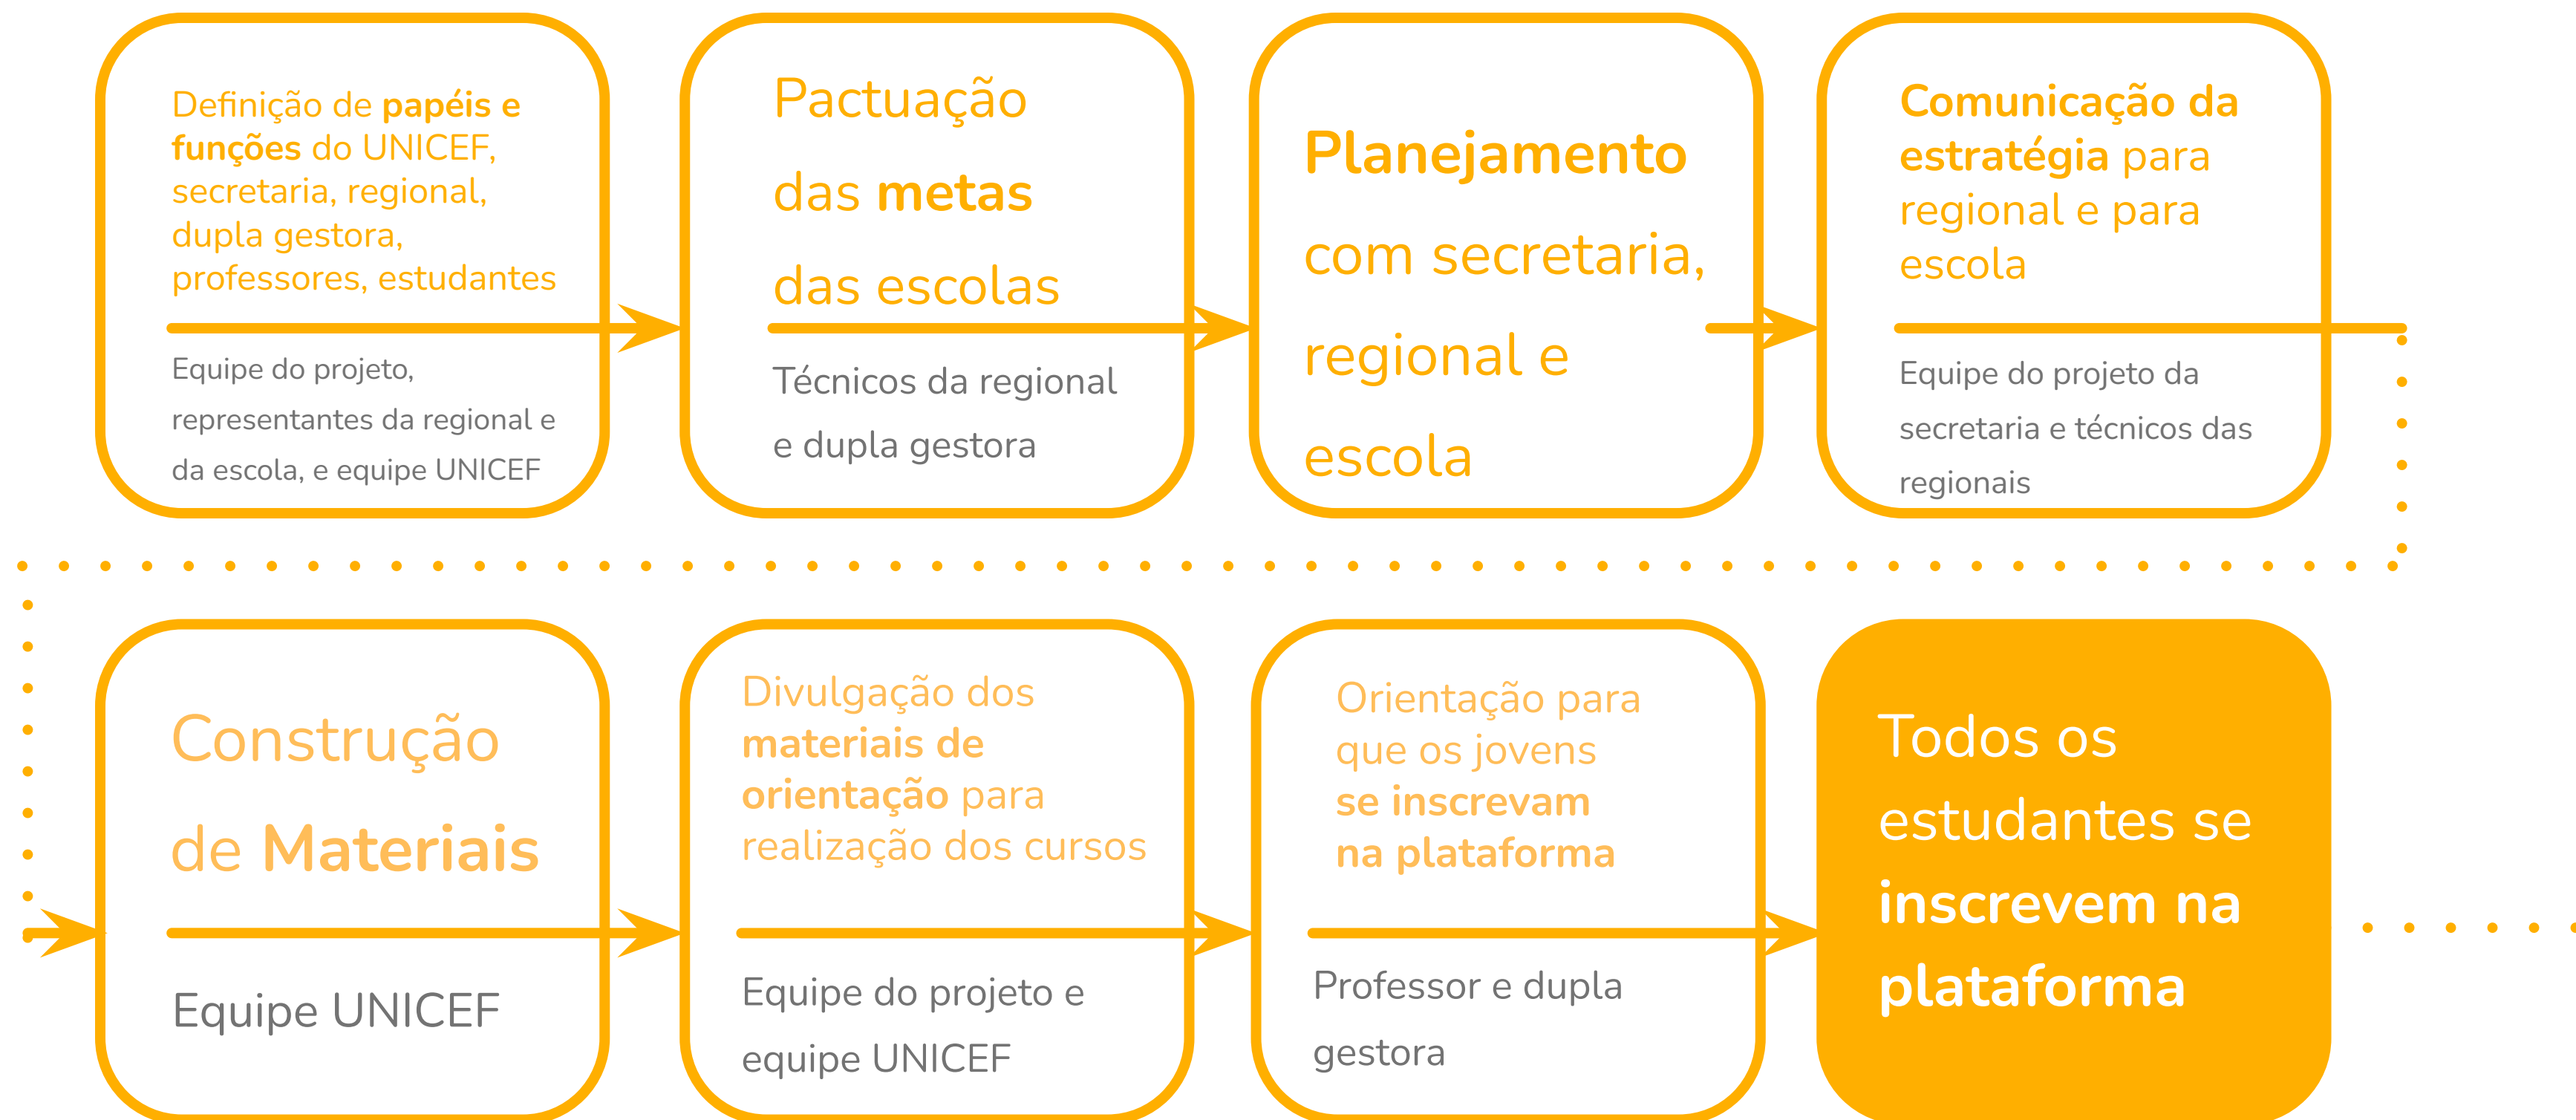 Definição de papéis e
funções do UNICEF,
secretaria, regional,
dupla gestora,
professores, estudantes
Equipe do projeto,
representantes da regional e
da escola, e equipe UNICEF
Pactuação
das metas
das escolas
Técnicos da regional
e dupla gestora
Planejamento
com secretaria,
regional e
escola
Comunicação da
estratégia para
regional e para
escola
Equipe do projeto da
secretaria e técnicos das
regionais
Construção
de Materiais
Equipe UNICEF
Divulgação dos
materiais de
orientação para
realização dos cursos
Equipe do projeto e
equipe UNICEF
Orientação para
que os jovens
se inscrevam
na plataforma
Professor e dupla
gestora
Todos os
estudantes se
inscrevem na
plataforma